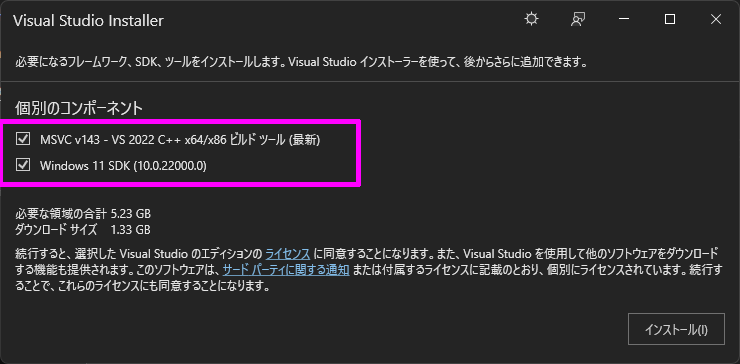 Visual Studio Installer
必要になるフレームワーク、SDK、ツールをインストールします。Visual Studio インストーラーを使って、後からさらに追加できます。
個別のコンポーネント
MSVC v143 - VS 2022 C++ x64/x86 ビルド ツール (最新)
Windows 11 SDK (10.0.22000.0)
必要な領域の合計 5.23 GB
ダウンロード サイズ 1.33 GB
続行すると、選択した Visual Studio のエディションの ライセンス に同意することになります。また、Visual Studio を使用して他のソフトウェアをダウンロード
する機能も提供されます。このソフトウェアは、サード パーティに関する通知 または付属するライセンスに記載のとおり、個別にライセンスされています。続行す
ることで、これらのライセンスにも同意することになります。
インストール(I)